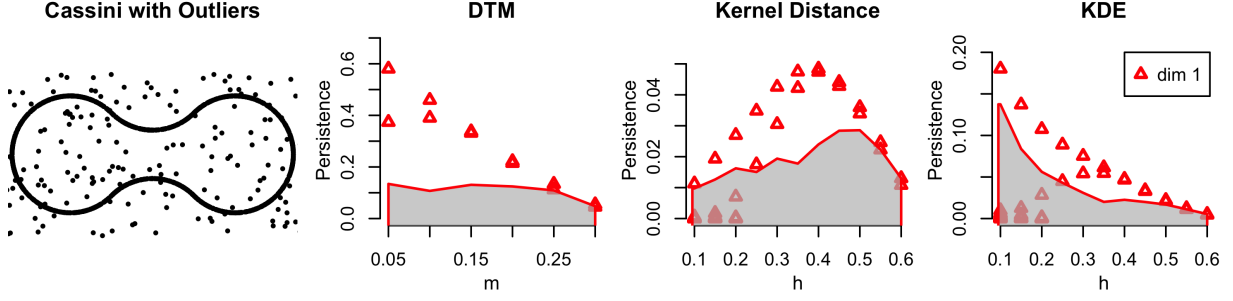 Cassini with Outliers
DTM
Persistence
0.0 0.2 0.4 0.6
0.05 0.15 0.25
m
Kernel Distance
Persistence
0.00 0.02 0.04
0.1 0.2 0.3 0.4 0.5 0.6
h
KDE
Persistence
0.00 0.10 0.20
dim 1
0.1 0.2 0.3 0.4 0.5 0.6
h